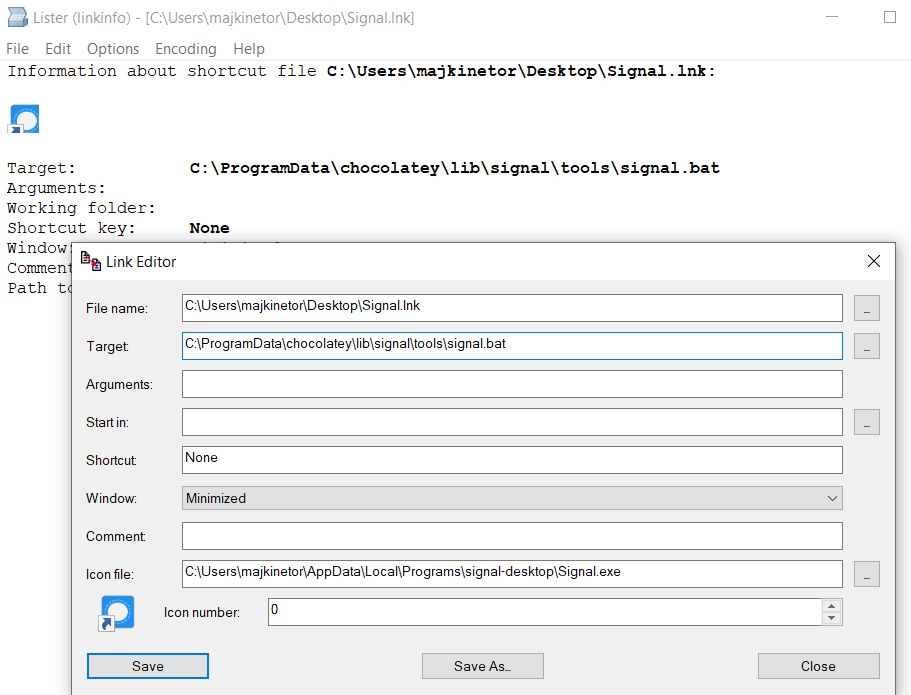 Lister (linkinfo) - [C:\Users\majkinetor\Desktop\Signal.lnk]
File Edit Options Encoding Help
Information about shortcut file C:\Users\majkinetor\Desktop\Signal.lnk:
Target: C:\ProgramData\chocolatey\lib\signal\tools\signal.bat
Arguments:
Working folder:
Shortcut key: None
Window:
Comment
Path to
Link Editor
File name: C:\Users\majkinetor\Desktop\Signal.lnk ..
Target: C:\ProgramData\chocolatey\lib\signal\tools\signal.bat ..
Arguments:
Start in: ..
Shortcut: None
Window: Minimized
Comment:
Icon file: C:\Users\majkinetor\AppData\Local\Programs\signal-desktop\Signal.exe ..
Icon number: 0
Save Save As... Close